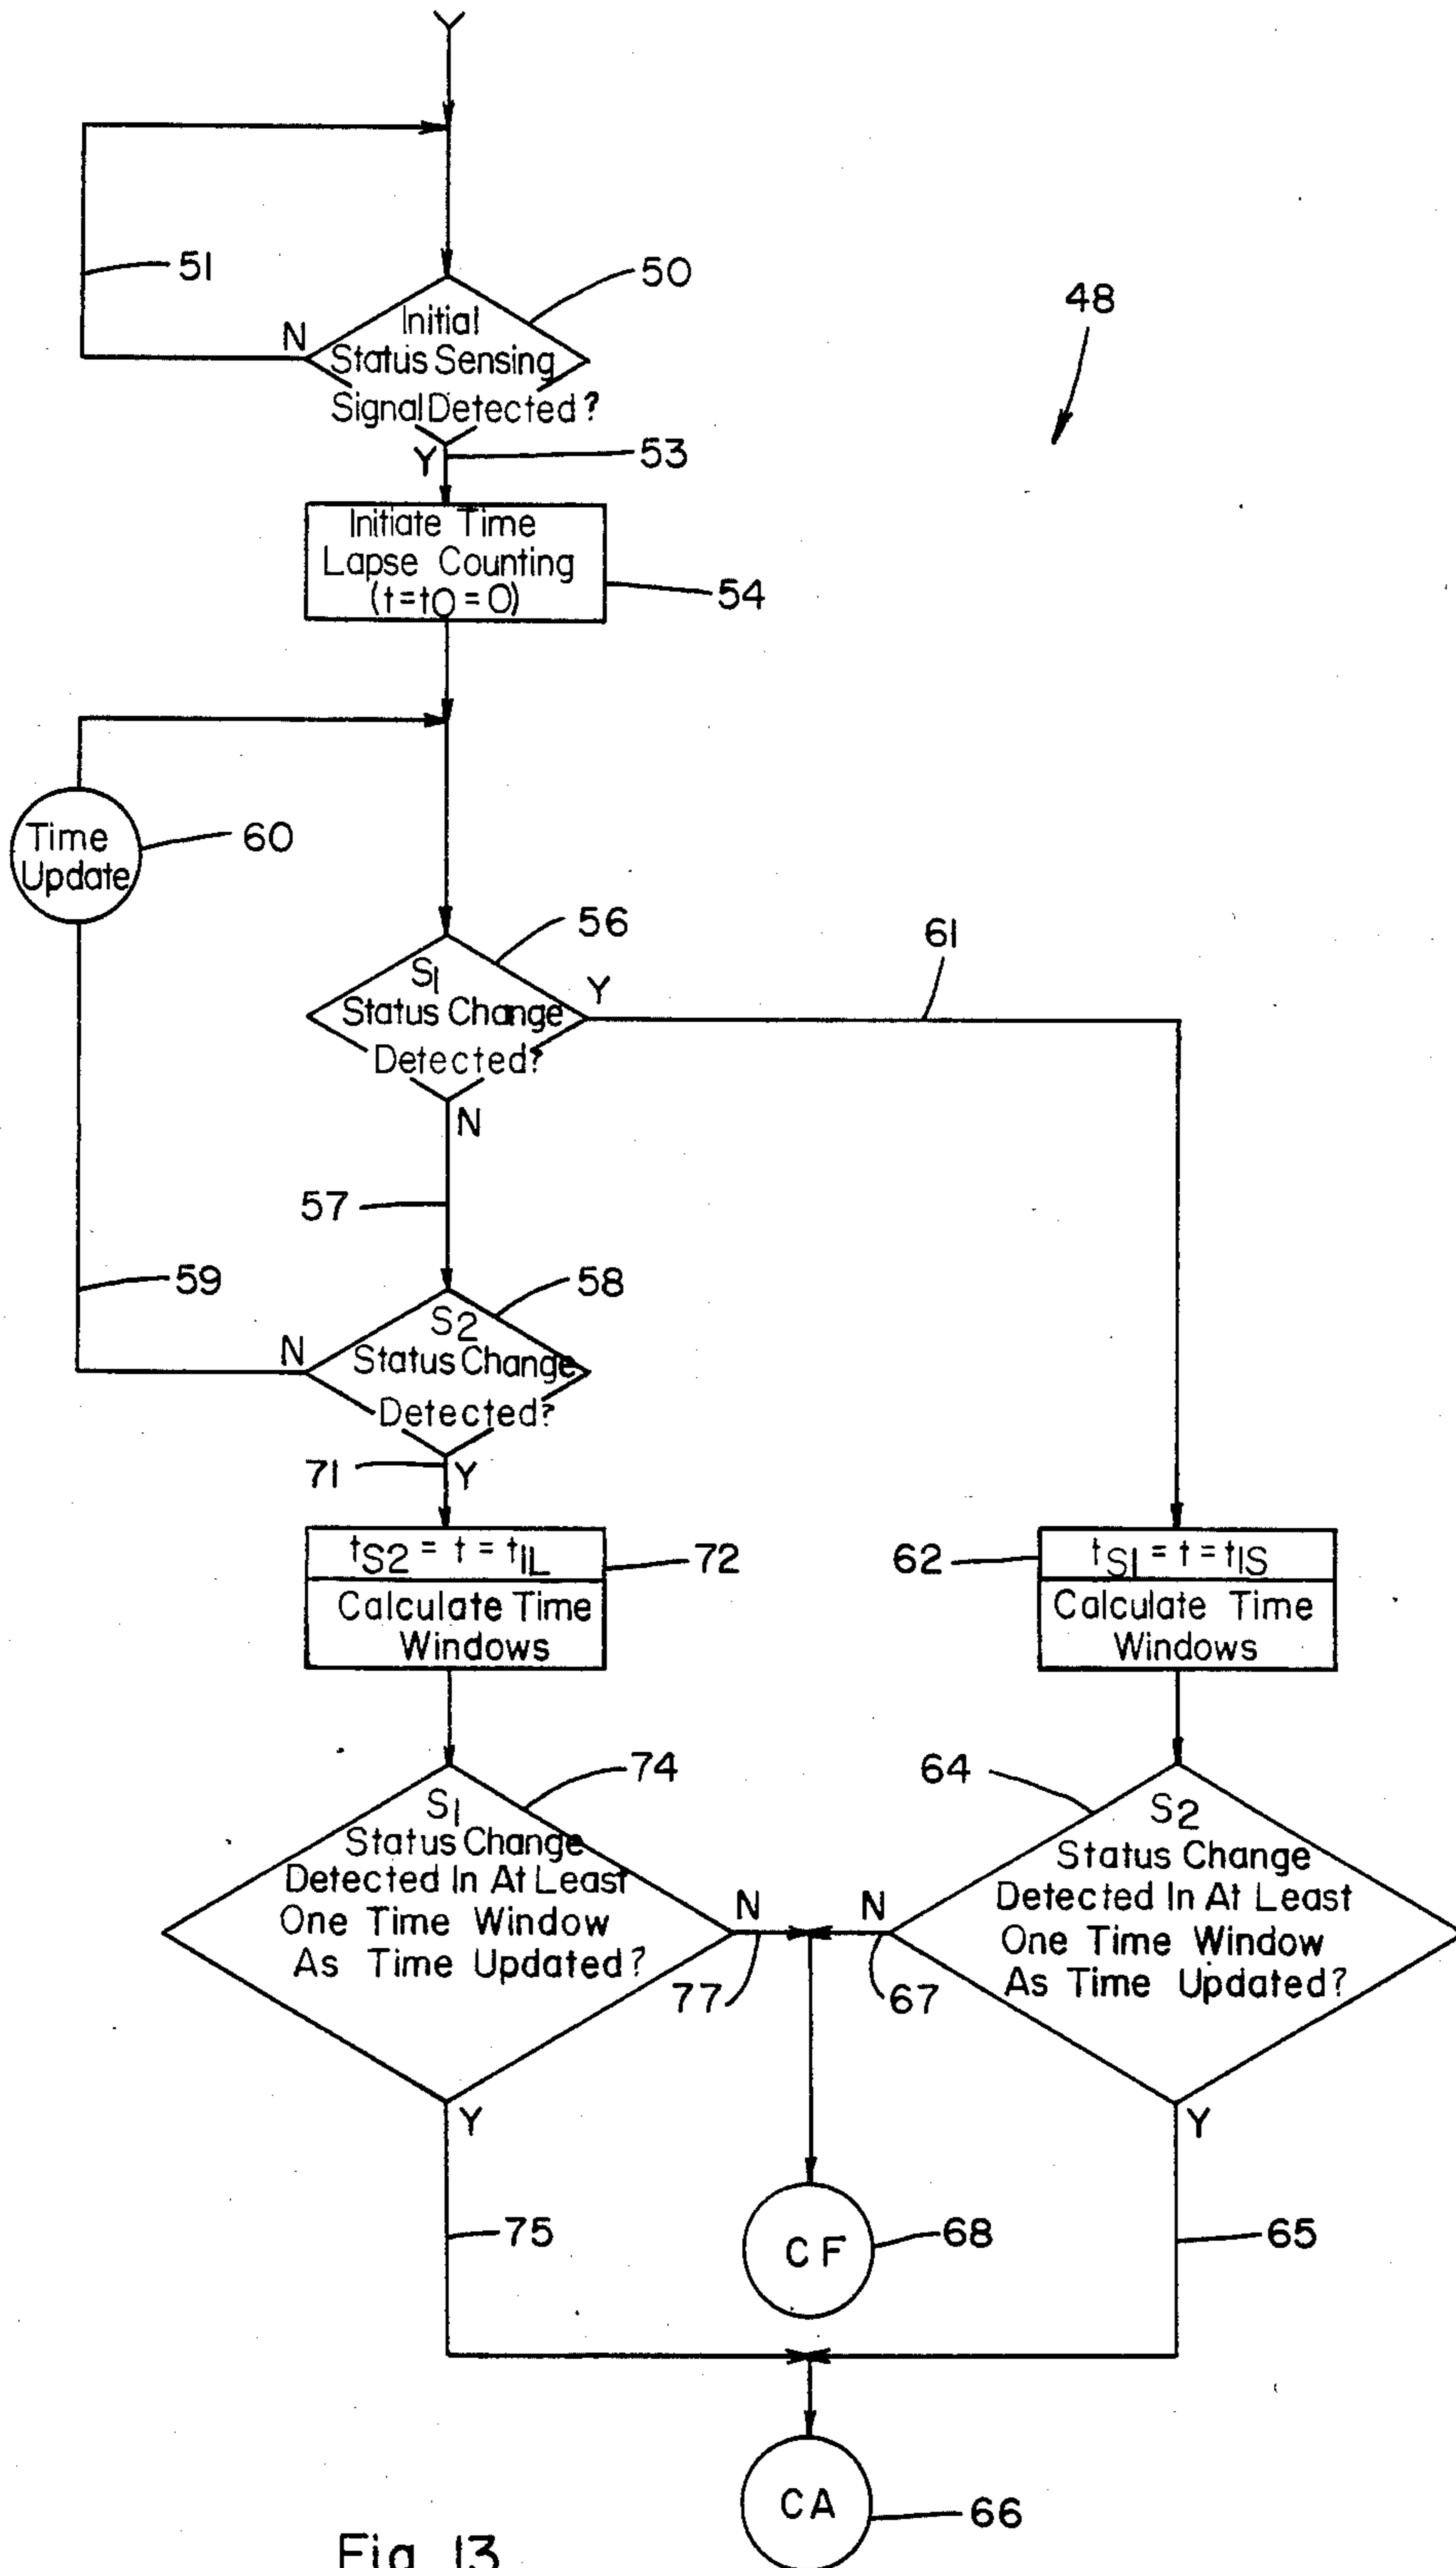 51
50
48
N
Initial
Status Sensing
Signal Detected?
Y
53
Initiate Time
Lapse Counting
(t=t0=0)
54
Time
Update
60
56
61
S1
Status Change
Detected?
Y
N
57
59
58
S2
Status Change
Detected?
N
71
Y
tS2 = t = tIL
Calculate Time
Windows
72
62
tS1 = t = tIS
Calculate Time
Windows
74
64
S1
Status Change
Detected In At Least
One Time Window
As Time Updated?
N
N
S2
Status Change
Detected In At Least
One Time Window
As Time Updated?
77
67
Y
Y
75
CF
68
65
CA
66
Fig. 13